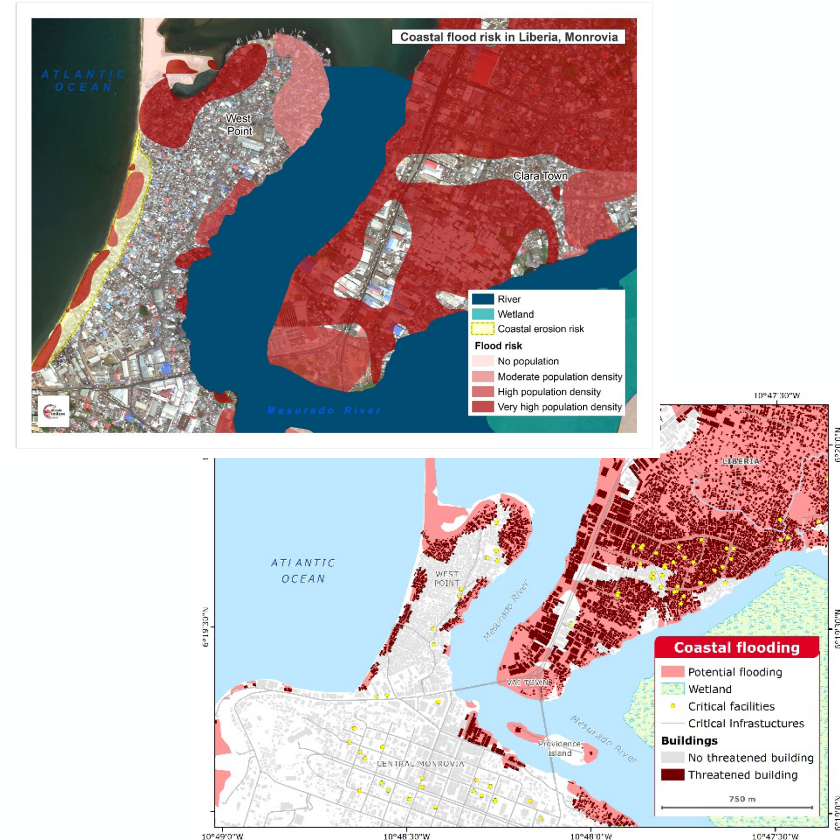 Coastal flood risk in Liberia, Monrovia
ATLANTIC
OCEAN
West
Point
Clara Town
River
Wetland
Coastal erosion risk
Flood risk
No population
Moderate population density
High population density
Very high population density
Mesurado River
10°47'30"W
LIBERIA
ATLANTIC
OCEAN
WEST
POINT
Mesurado River
6°19'30"N
VAI TOWN
Mesurado River
Providence
Island
CENTRAL MONROVIA
Coastal flooding
Potential flooding
Wetland
Critical facilities
Critical Infrastuctures
Buildings
No threatened building
Threatened building
750 m
10°49'0"W
10°48'30"W
10°48'0"W
10°47'30"W